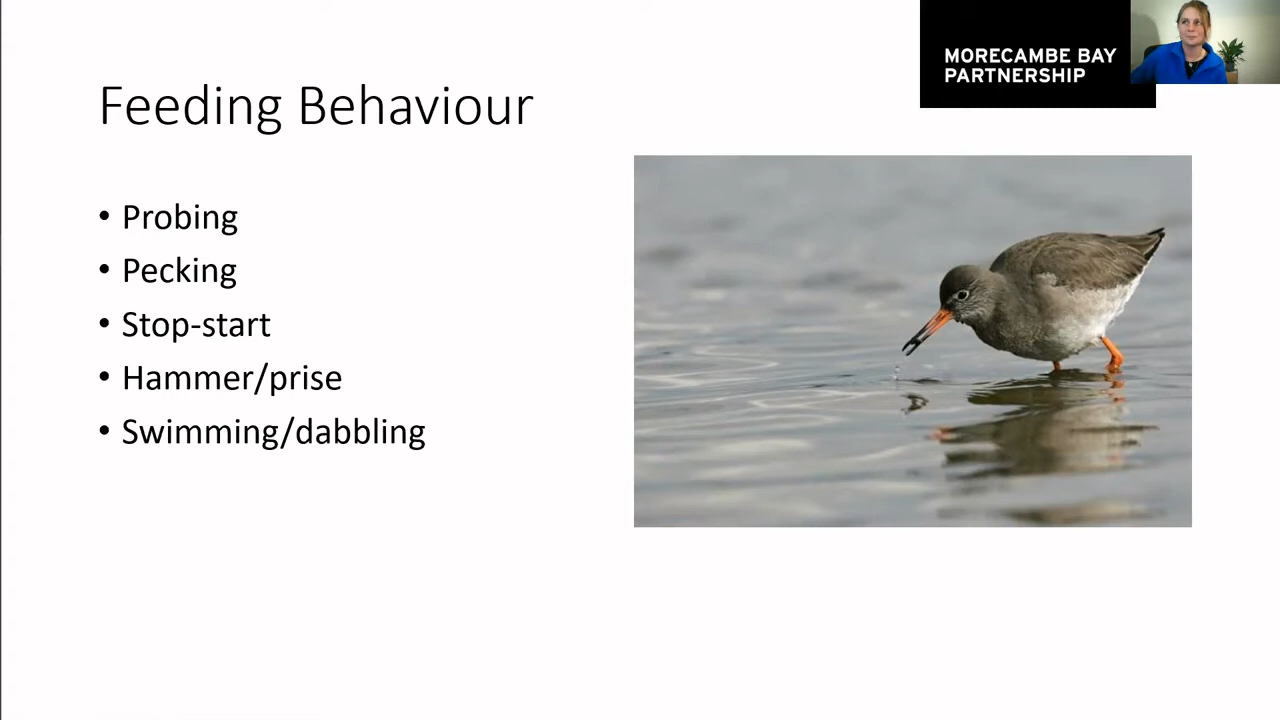 MORECAMBE BAY
PARTNERSHIP
Feeding Behaviour
• Probing
• Pecking
• Stop-start
• Hammer/prise
• Swimming/dabbling